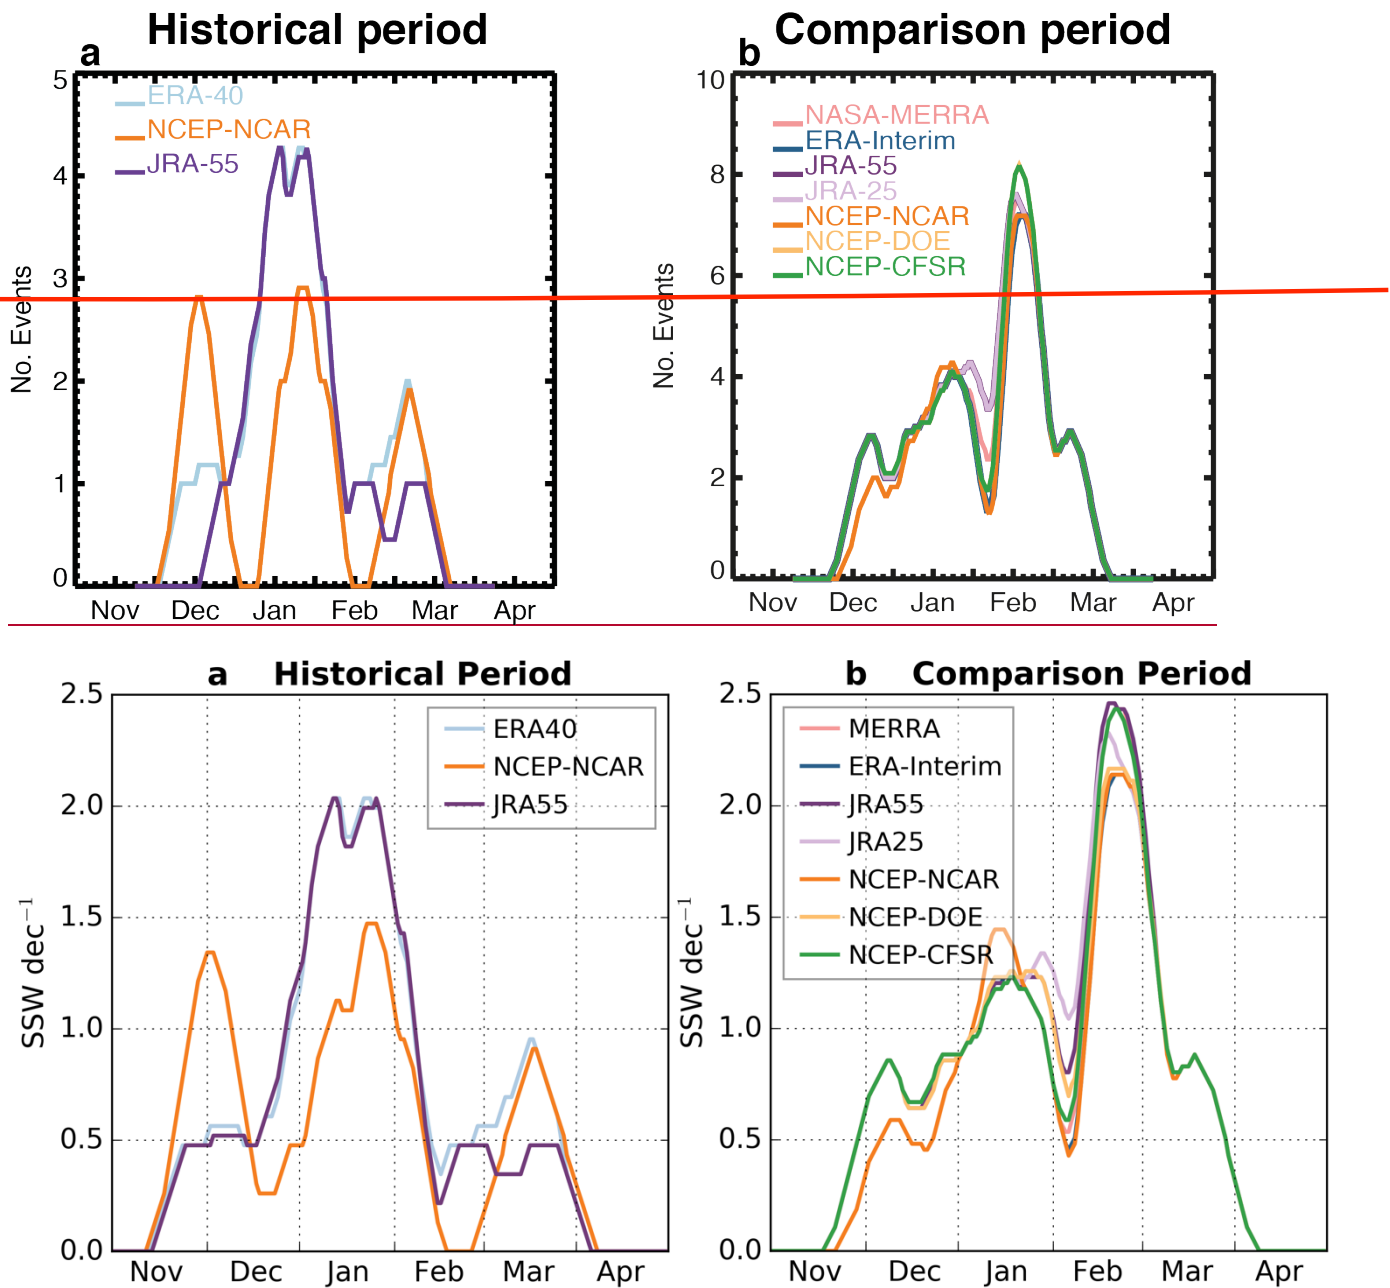 Historical period
Comparison period
a
b
5
4
3
2
1
0
No. Events
ERA-40
NCEP-NCAR
JRA-55
Nov Dec Jan Feb Mar Apr
10
8
6
4
2
0
No. Events
NASA-MERRA
ERA-Interim
JRA-55
JRA-25
NCEP-NCAR
NCEP-DOE
NCEP-CFSR
Nov Dec Jan Feb Mar Apr
a Historical Period
2.5
2.0
1.5
1.0
0.5
0.0
SSW dec⁻¹
ERA40
NCEP-NCAR
JRA55
Nov Dec Jan Feb Mar Apr
b Comparison Period
2.5
2.0
1.5
1.0
0.5
0.0
SSW dec⁻¹
MERRA
ERA-Interim
JRA55
JRA25
NCEP-NCAR
NCEP-DOE
NCEP-CFSR
Nov Dec Jan Feb Mar Apr